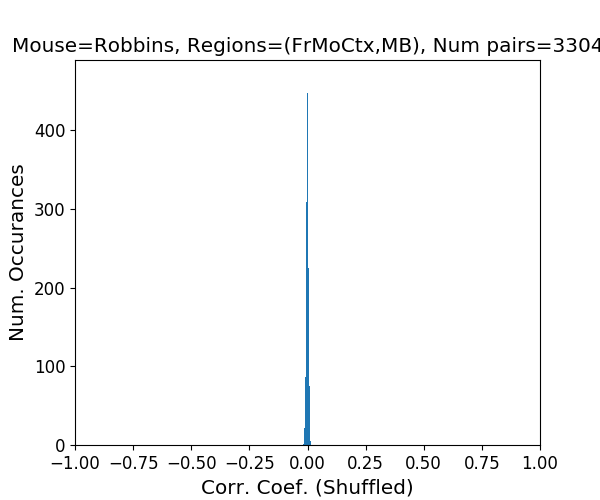 Mouse=Robbins, Regions=(FrMoCtx,MB), Num pairs=3304
Num. Occurances
400
300
200
100
0
−1.00 −0.75 −0.50 −0.25 0.00 0.25 0.50 0.75 1.00
Corr. Coef. (Shuffled)